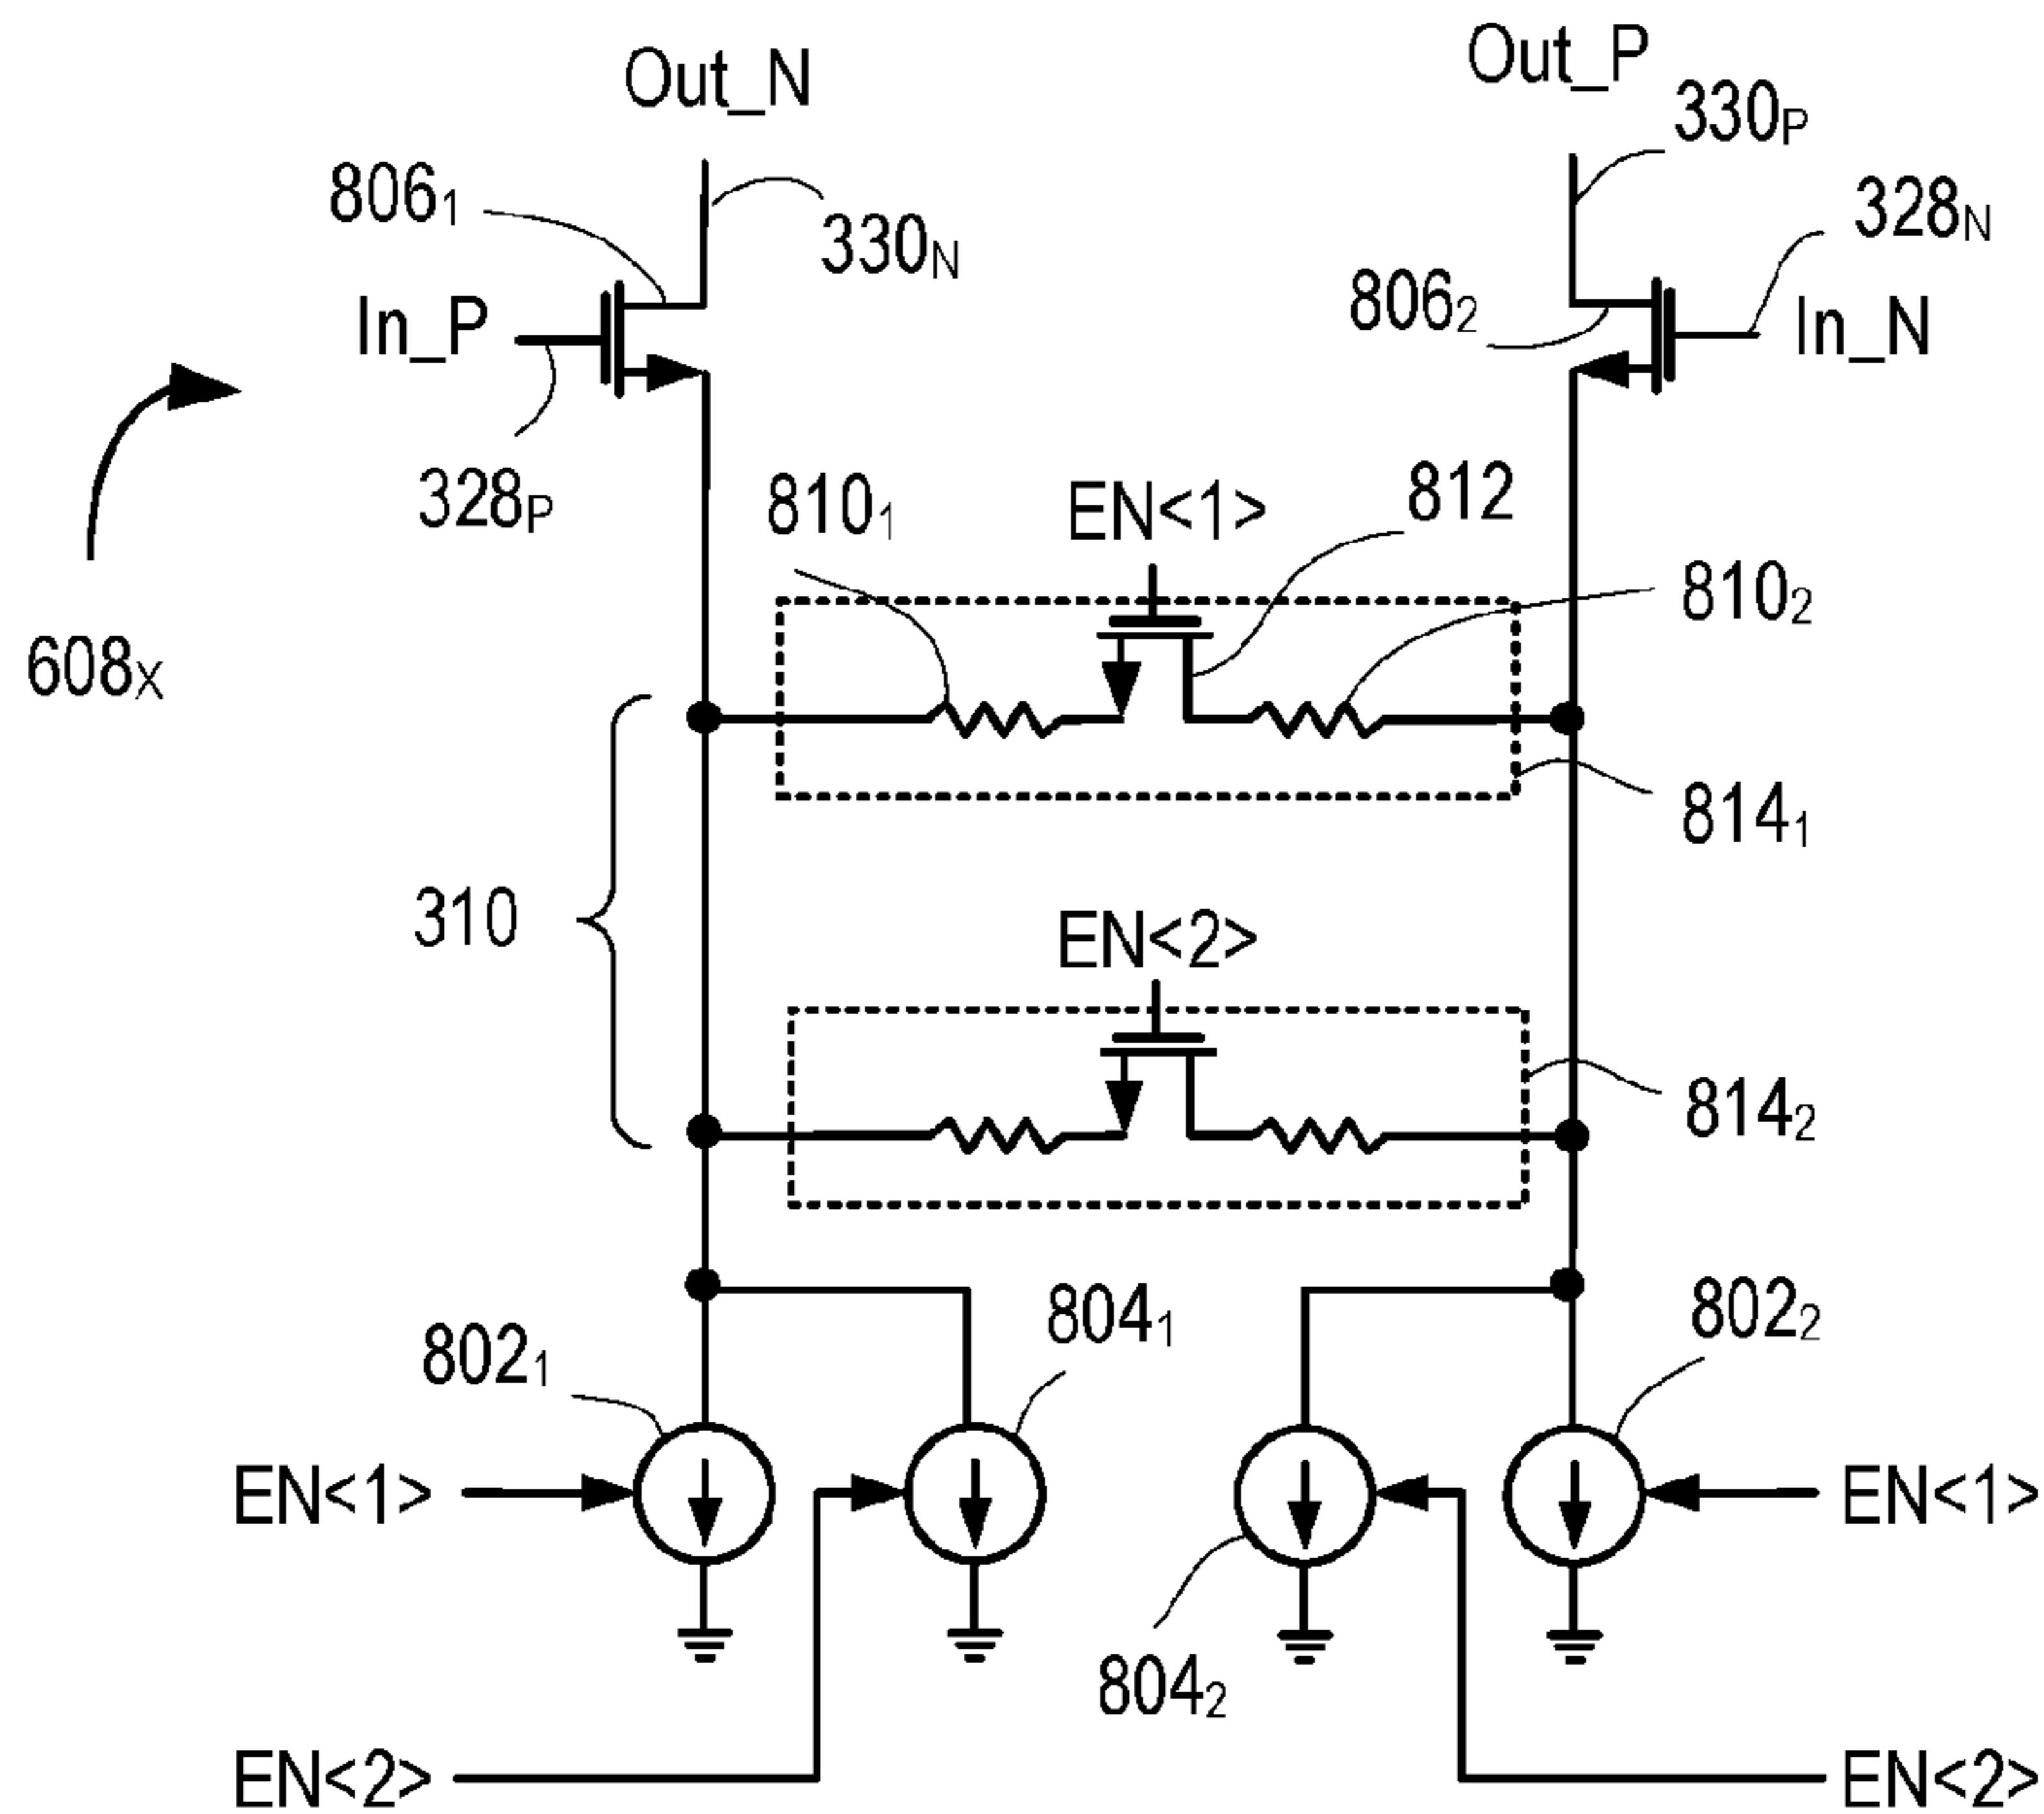 Out_N
Out_P
330P
806₁
328N
330N
806₂
In_P
In_N
328P
810₁
EN<1>
812
810₂
608X
814₁
310
EN<2>
814₂
804₁
802₂
802₁
EN<1>
EN<1>
804₂
EN<2>
EN<2>